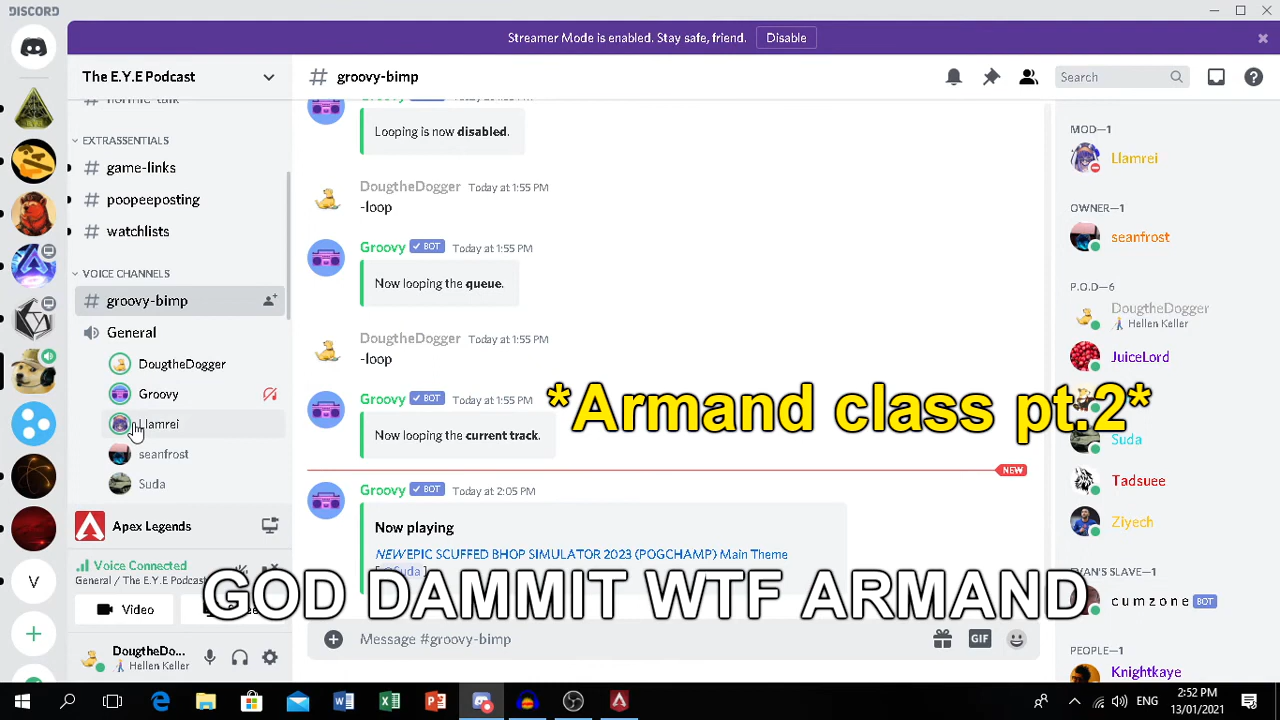 DISCORD
Streamer Mode is enabled. Stay safe, friend. Disable
The E.Y.E Podcast
EXTRASSENTIALS
# game-links
# poopeeposting
# watchlists
VOICE CHANNELS
# groovy-bimp
General
DougtheDogger
Groovy
Llamrei
seanfrost
Suda
Apex Legends
Voice Connected
General / The E.Y.E Podcast
Video
DougtheDo...
Hellen Keller
V
# groovy-bimp
Search
Looping is now disabled.
DougtheDogger Today at 1:55 PM
-loop
Groovy BOT Today at 1:55 PM
Now looping the queue.
DougtheDogger Today at 1:55 PM
-loop
Groovy BOT Today at 1:55 PM
Now looping the current track.
*Armand class pt.2*
NEW
Groovy BOT Today at 2:05 PM
Now playing
NEW EPIC SCUFFED BHOP SIMULATOR 2023 (POGCHAMP) Main Theme
[ @Suda ]
GOD DAMMIT WTF ARMAND
Message #groovy-bimp
GIF
MOD—1
Llamrei
OWNER—1
seanfrost
P.O.D—6
DougtheDogger
Hellen Keller
JuiceLord
Suda
Tadsuee
Ziyech
EVAN'S SLAVE—1
cumzone BOT
PEOPLE—1
Knightkaye
ENG
2:52 PM
13/01/2021